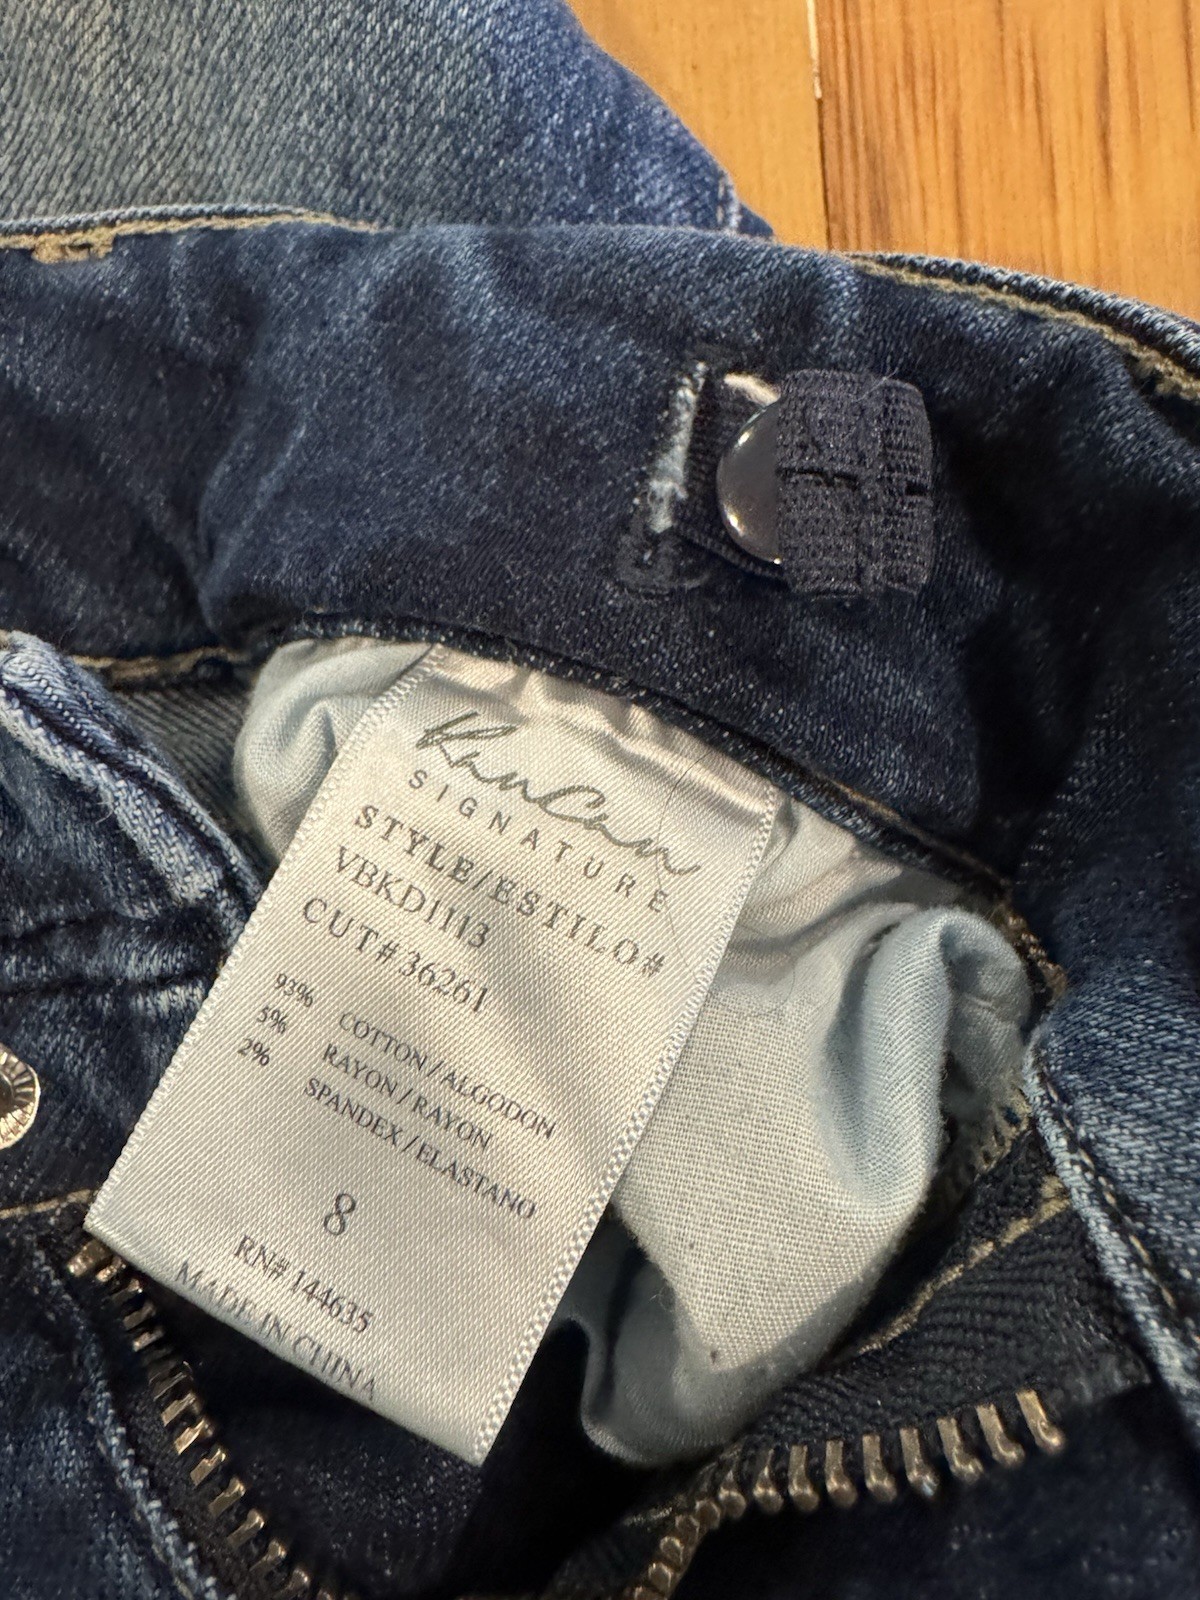 KanCan
SIGNATURE
STYLE/ESTILO#
VBKD1113
CUT# 36261
93% COTTON/ALGODON
5% RAYON/RAYON
2% SPANDEX/ELASTANO
8
RN# 144635
MADE IN CHINA